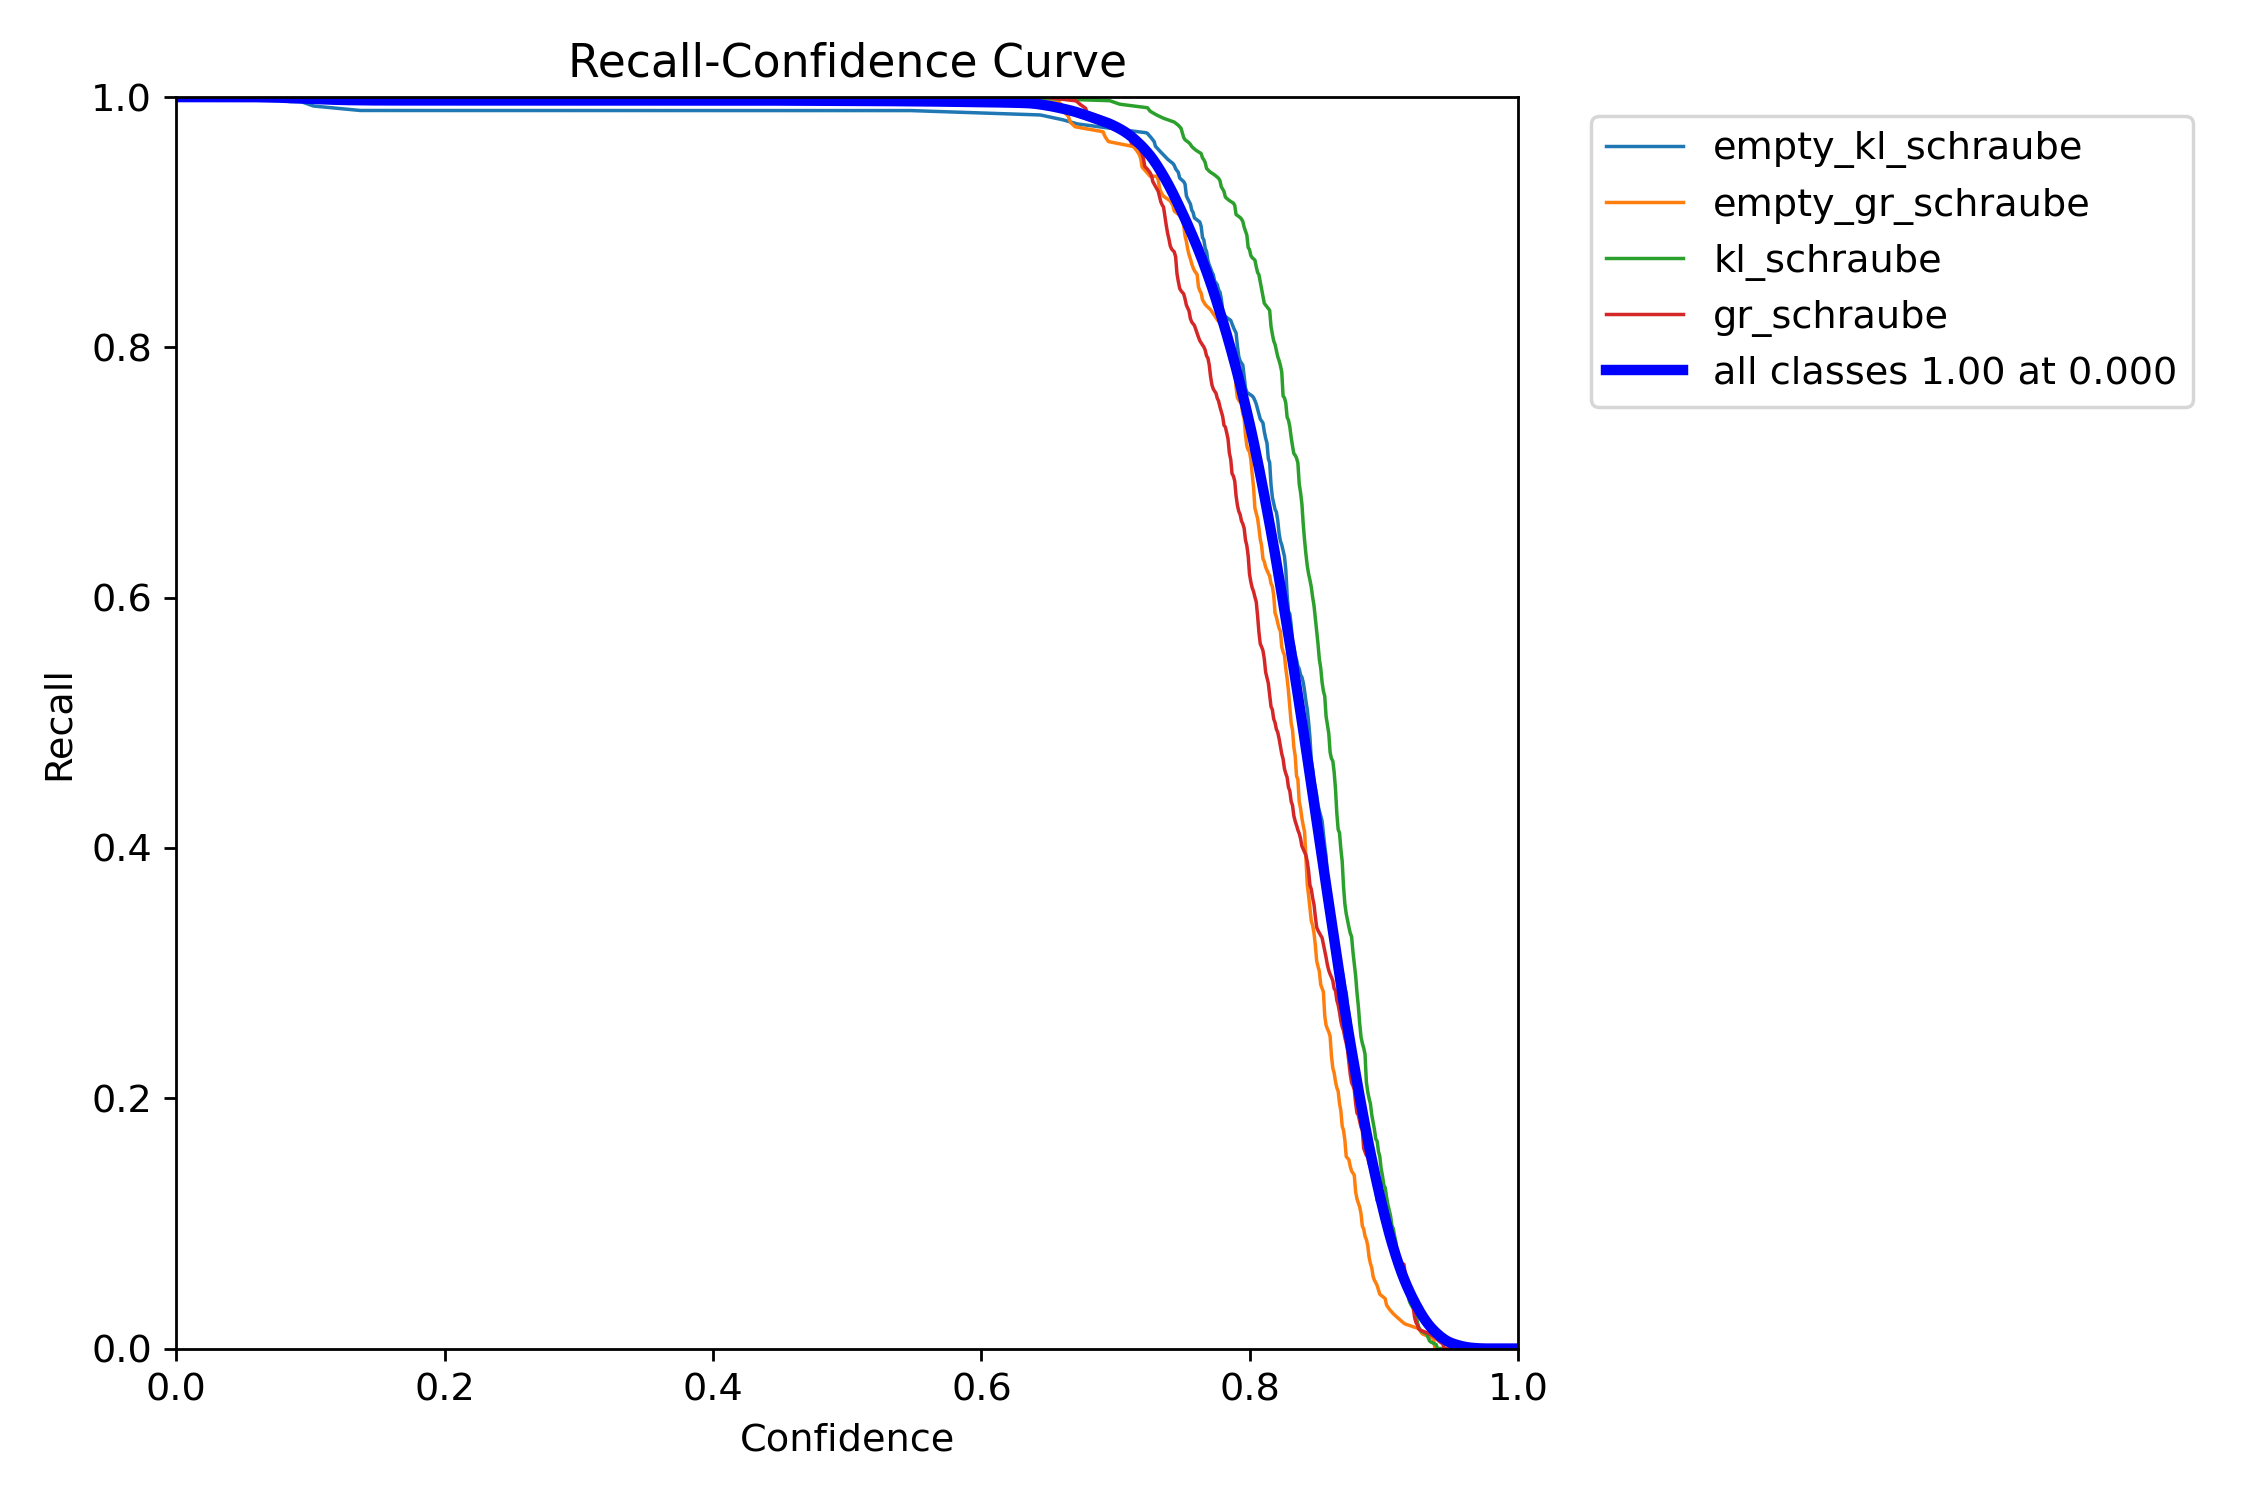 Recall-Confidence Curve
1.0
0.8
0.6
0.4
0.2
0.0
Recall
0.0 0.2 0.4 0.6 0.8 1.0
Confidence
empty_kl_schraube
empty_gr_schraube
kl_schraube
gr_schraube
all classes 1.00 at 0.000